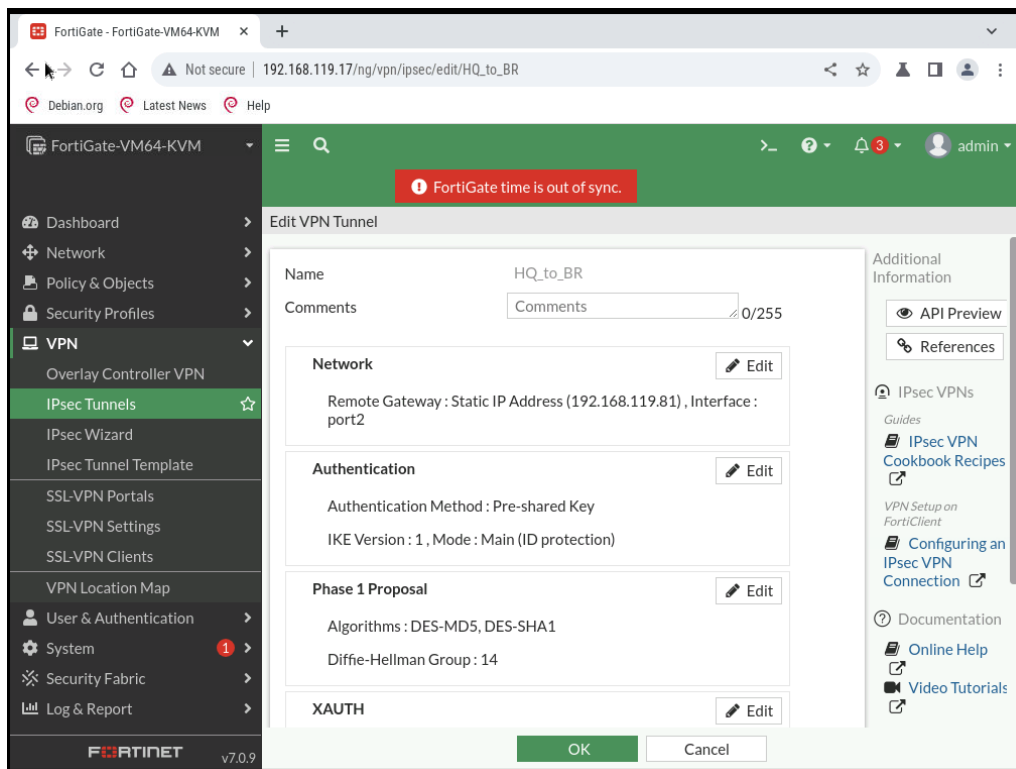 FortiGate - FortiGate-VM64-KVM
Not secure | 192.168.119.17/ng/vpn/ipsec/edit/HQ_to_BR
Debian.org Latest News Help
FortiGate-VM64-KVM
>_ 3 admin
FortiGate time is out of sync.
Dashboard
Network
Policy & Objects
Security Profiles
VPN
Overlay Controller VPN
IPsec Tunnels
IPsec Wizard
IPsec Tunnel Template
SSL-VPN Portals
SSL-VPN Settings
SSL-VPN Clients
VPN Location Map
User & Authentication
System 1
Security Fabric
Log & Report
FORTINET v7.0.9
Edit VPN Tunnel
Name HQ_to_BR
Comments Comments 0/255
Network Edit
Remote Gateway : Static IP Address (192.168.119.81) , Interface :
port2
Authentication Edit
Authentication Method : Pre-shared Key
IKE Version : 1 , Mode : Main (ID protection)
Phase 1 Proposal Edit
Algorithms : DES-MD5, DES-SHA1
Diffie-Hellman Group : 14
XAUTH Edit
OK Cancel
Additional
Information
API Preview
References
IPsec VPNs
Guides
IPsec VPN
Cookbook Recipes
VPN Setup on
FortiClient
Configuring an
IPsec VPN
Connection
Documentation
Online Help
Video Tutorials